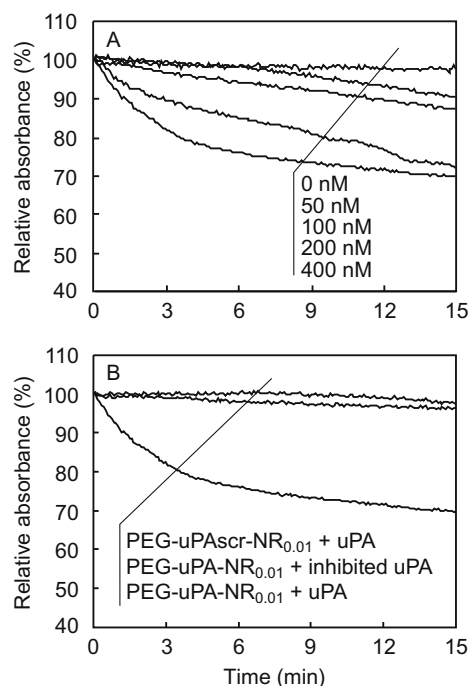 110
A
100
90
80
70
60
50
40
Relative absorbance (%)
0 nM
50 nM
100 nM
200 nM
400 nM
0 3 6 9 12 15
110
B
100
90
80
70
60
50
40
Relative absorbance (%)
PEG-uPAscr-NR0.01 + uPA
PEG-uPA-NR0.01 + inhibited uPA
PEG-uPA-NR0.01 + uPA
0 3 6 9 12 15
Time (min)